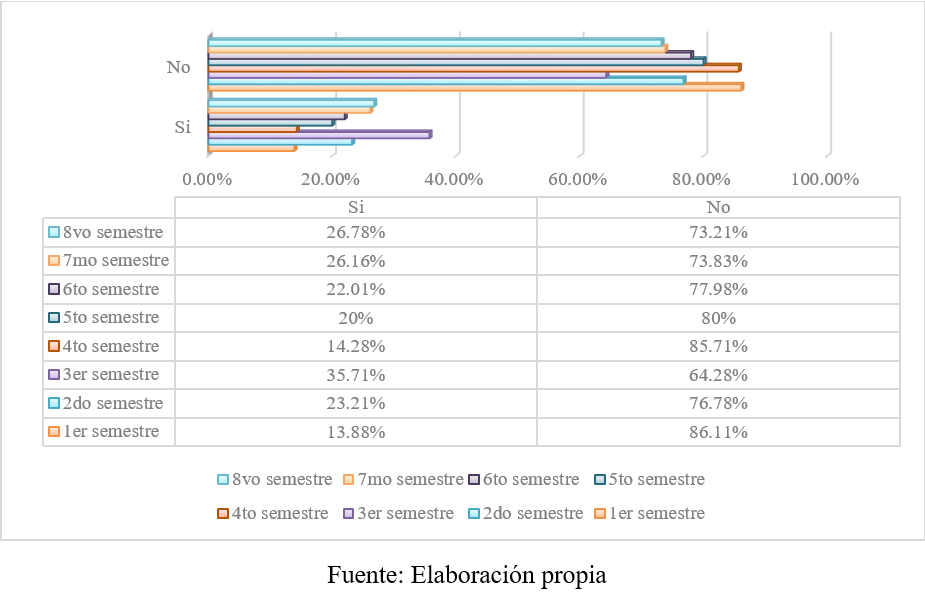 No
Si
0.00% 20.00% 40.00% 60.00% 80.00% 100.00%
Si No
8vo semestre 26.78% 73.21%
7mo semestre 26.16% 73.83%
6to semestre 22.01% 77.98%
5to semestre 20% 80%
4to semestre 14.28% 85.71%
3er semestre 35.71% 64.28%
2do semestre 23.21% 76.78%
1er semestre 13.88% 86.11%
8vo semestre 7mo semestre 6to semestre 5to semestre
4to semestre 3er semestre 2do semestre 1er semestre
Fuente: Elaboración propia